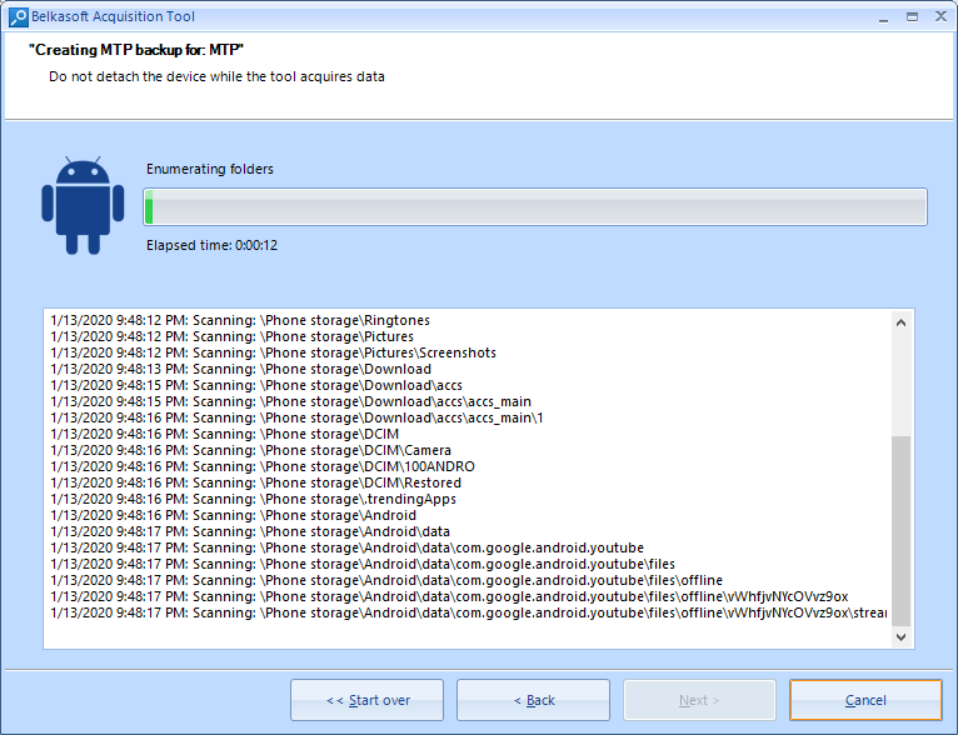 Belkasoft Acquisition Tool
"Creating MTP backup for: MTP"
Do not detach the device while the tool acquires data
Enumerating folders
Elapsed time: 0:00:12
1/13/2020 9:48:12 PM: Scanning: \Phone storage\Ringtones
1/13/2020 9:48:12 PM: Scanning: \Phone storage\Pictures
1/13/2020 9:48:12 PM: Scanning: \Phone storage\Pictures\Screenshots
1/13/2020 9:48:13 PM: Scanning: \Phone storage\Download
1/13/2020 9:48:15 PM: Scanning: \Phone storage\Download\accs
1/13/2020 9:48:15 PM: Scanning: \Phone storage\Download\accs\accs_main
1/13/2020 9:48:16 PM: Scanning: \Phone storage\Download\accs\accs_main\1
1/13/2020 9:48:16 PM: Scanning: \Phone storage\DCIM
1/13/2020 9:48:16 PM: Scanning: \Phone storage\DCIM\Camera
1/13/2020 9:48:16 PM: Scanning: \Phone storage\DCIM\100ANDRO
1/13/2020 9:48:16 PM: Scanning: \Phone storage\DCIM\Restored
1/13/2020 9:48:16 PM: Scanning: \Phone storage\.trendingApps
1/13/2020 9:48:16 PM: Scanning: \Phone storage\Android
1/13/2020 9:48:17 PM: Scanning: \Phone storage\Android\data
1/13/2020 9:48:17 PM: Scanning: \Phone storage\Android\data\com.google.android.youtube
1/13/2020 9:48:17 PM: Scanning: \Phone storage\Android\data\com.google.android.youtube\files
1/13/2020 9:48:17 PM: Scanning: \Phone storage\Android\data\com.google.android.youtube\files\offline
1/13/2020 9:48:17 PM: Scanning: \Phone storage\Android\data\com.google.android.youtube\files\offline\vWhfjvNYcOVvz9ox
1/13/2020 9:48:17 PM: Scanning: \Phone storage\Android\data\com.google.android.youtube\files\offline\vWhfjvNYcOVvz9ox\strear
<< Start over
< Back
Next >
Cancel